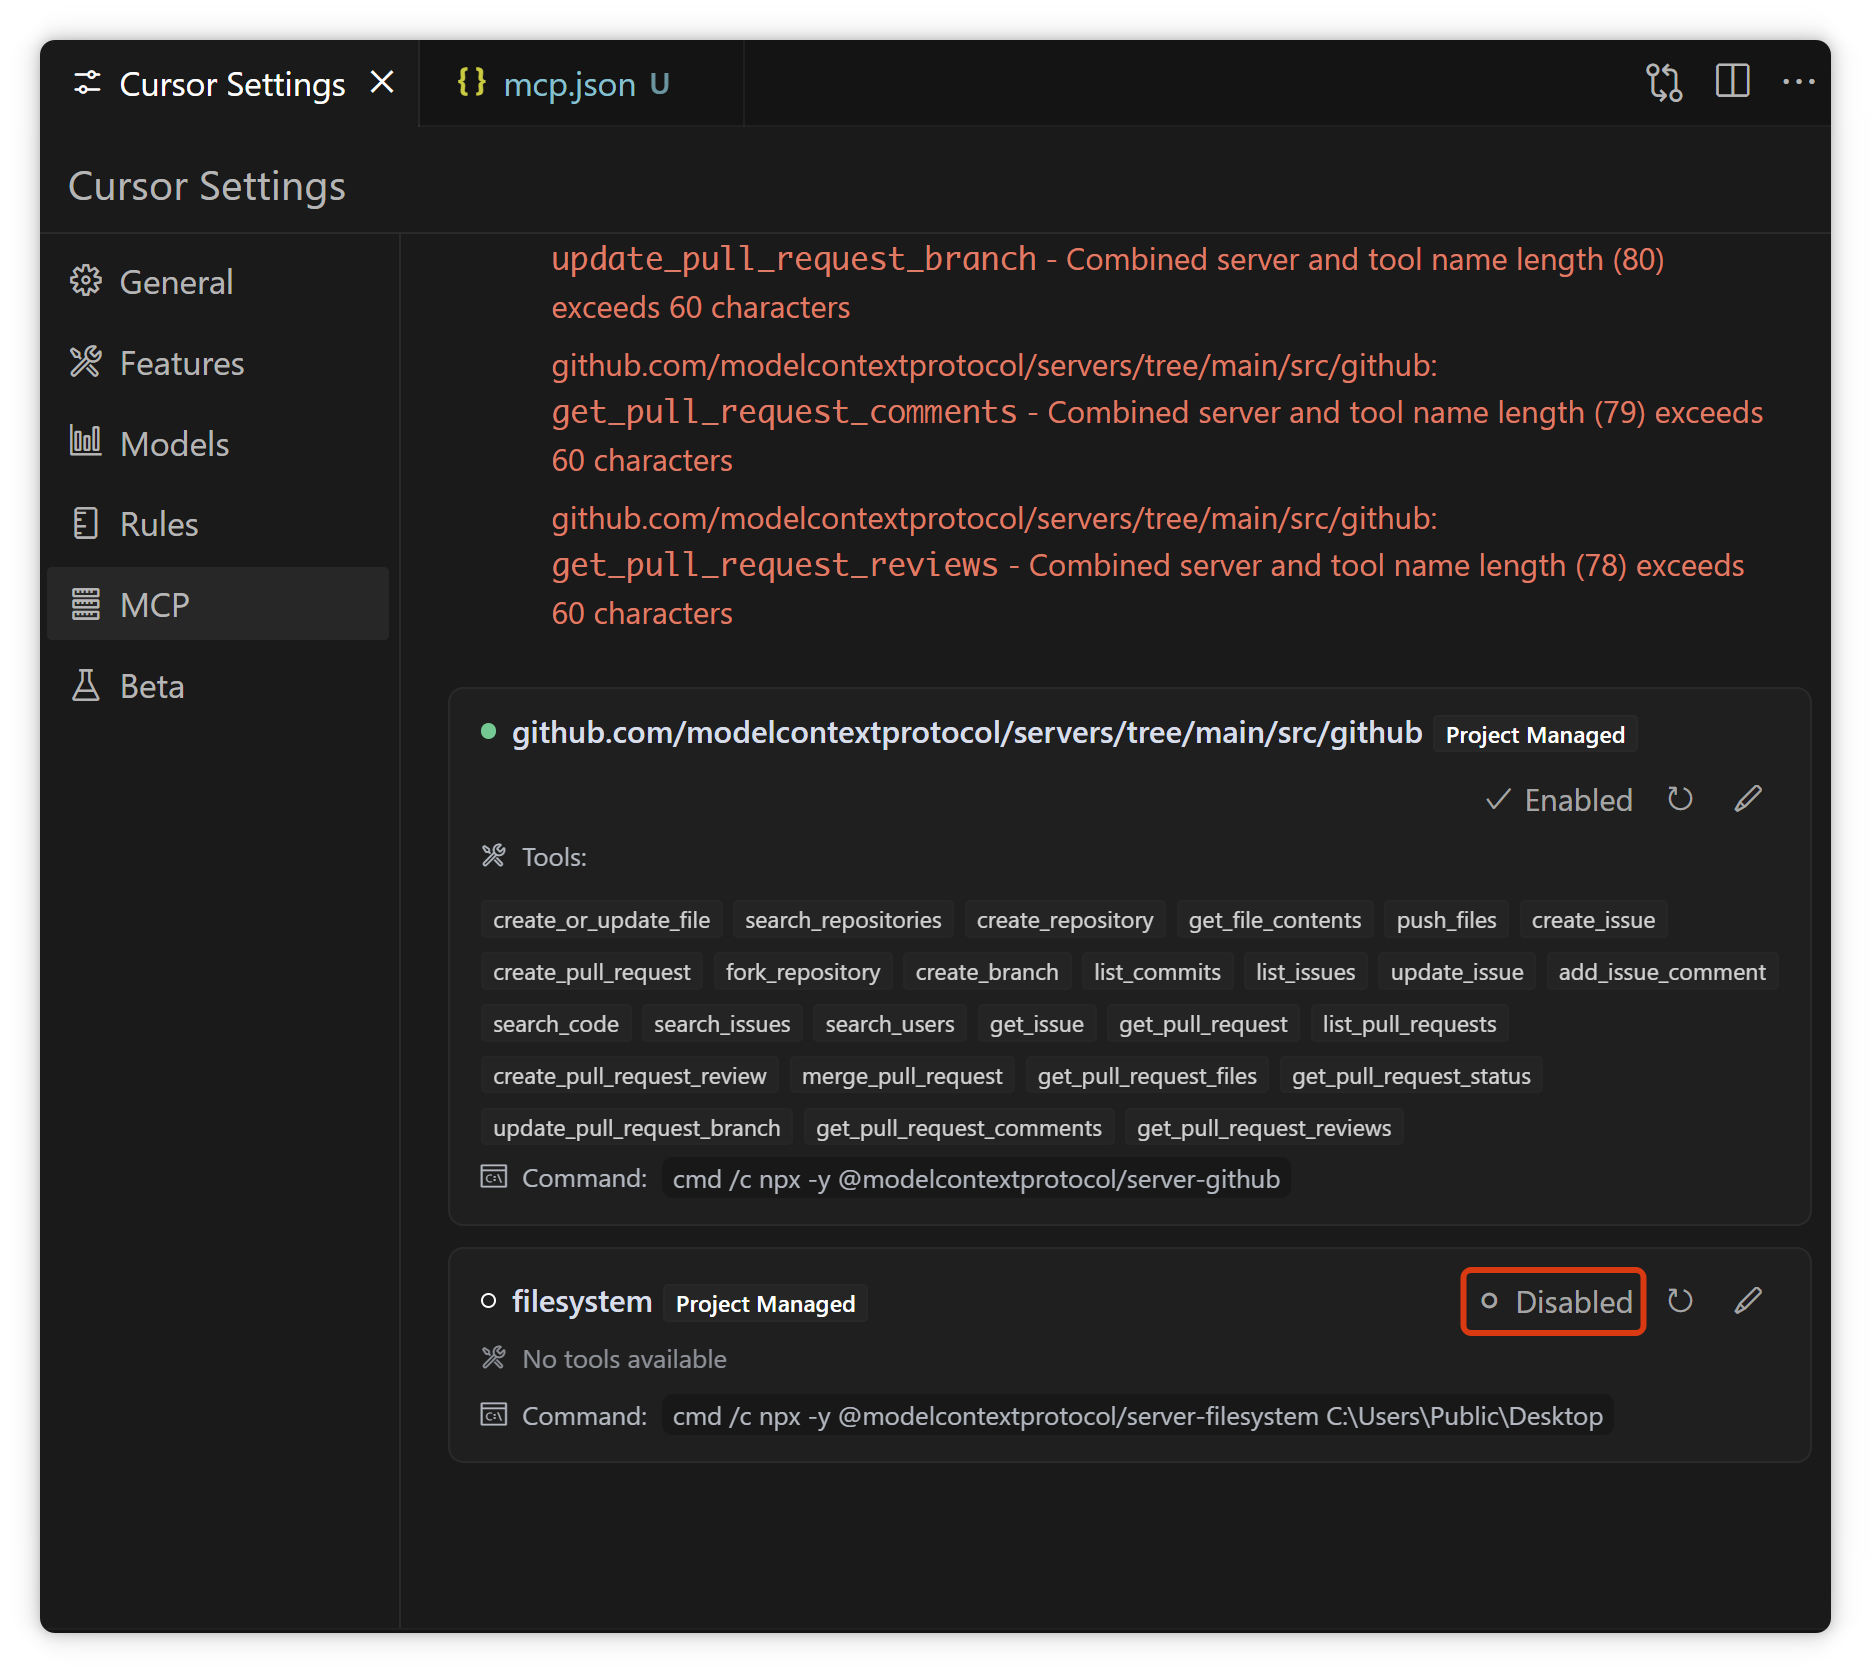 Cursor Settings
mcp.json U
Cursor Settings
General
Features
Models
Rules
MCP
Beta
update_pull_request_branch - Combined server and tool name length (80)
exceeds 60 characters
github.com/modelcontextprotocol/servers/tree/main/src/github:
get_pull_request_comments - Combined server and tool name length (79) exceeds
60 characters
github.com/modelcontextprotocol/servers/tree/main/src/github:
get_pull_request_reviews - Combined server and tool name length (78) exceeds
60 characters
github.com/modelcontextprotocol/servers/tree/main/src/github Project Managed
Enabled
Tools:
create_or_update_file search_repositories create_repository get_file_contents push_files create_issue
create_pull_request fork_repository create_branch list_commits list_issues update_issue add_issue_comment
search_code search_issues search_users get_issue get_pull_request list_pull_requests
create_pull_request_review merge_pull_request get_pull_request_files get_pull_request_status
update_pull_request_branch get_pull_request_comments get_pull_request_reviews
Command: cmd /c npx -y @modelcontextprotocol/server-github
filesystem Project Managed Disabled
No tools available
Command: cmd /c npx -y @modelcontextprotocol/server-filesystem C:\Users\Public\Desktop